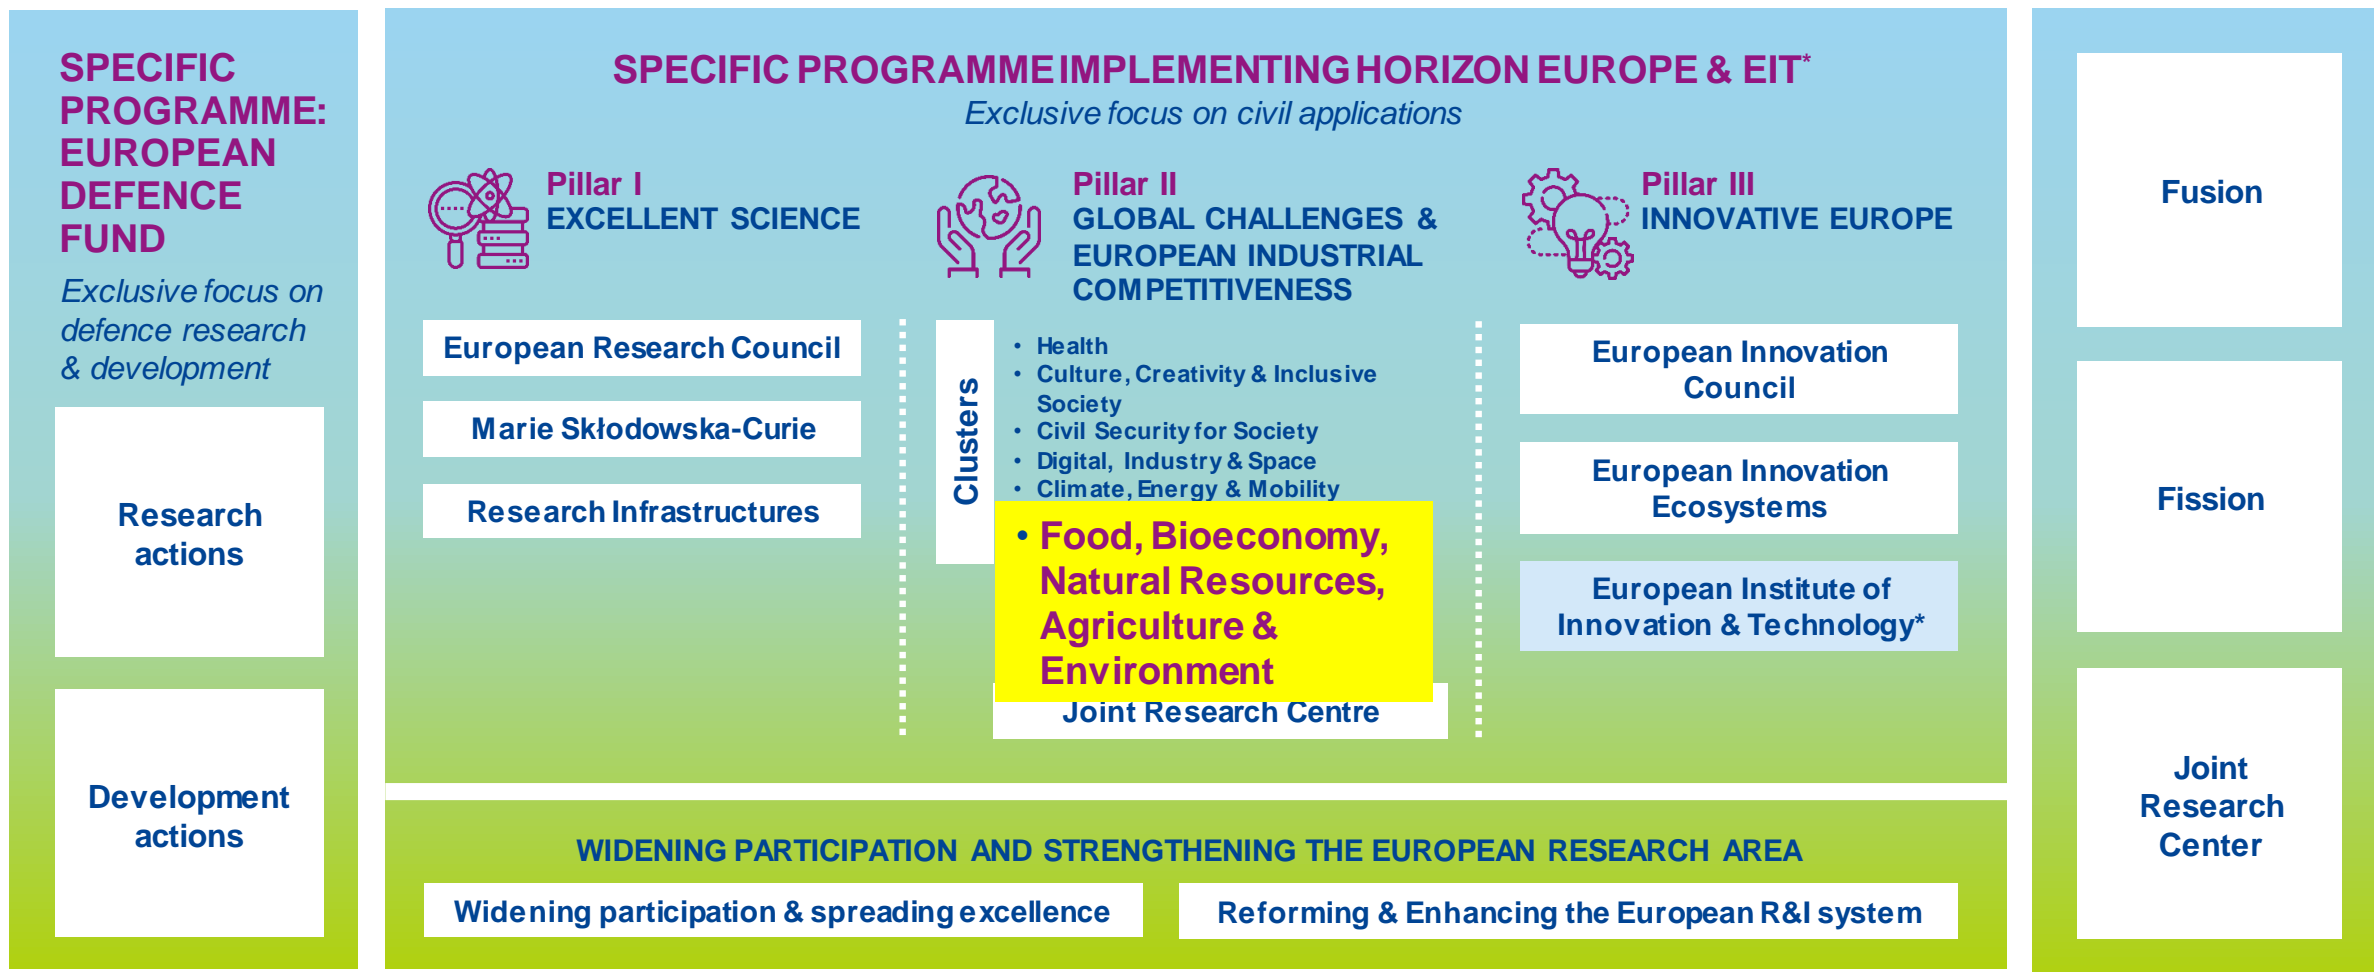 SPECIFIC
PROGRAMME:
EUROPEAN
DEFENCE
FUND
Exclusive focus on
defence research
& development
Research
actions
Development
actions
SPECIFIC PROGRAMME IMPLEMENTING HORIZON EUROPE & EIT*
Exclusive focus on civil applications
Pillar I
EXCELLENT SCIENCE
European Research Council
Marie Skłodowska-Curie
Research Infrastructures
Pillar II
GLOBAL CHALLENGES &
EUROPEAN INDUSTRIAL
COMPETITIVENESS
Clusters
• Health
• Culture, Creativity & Inclusive
Society
• Civil Security for Society
• Digital, Industry & Space
• Climate, Energy & Mobility
• Food, Bioeconomy,
Natural Resources,
Agriculture &
Environment
Joint Research Centre
Pillar III
INNOVATIVE EUROPE
European Innovation
Council
European Innovation
Ecosystems
European Institute of
Innovation & Technology*
WIDENING PARTICIPATION AND STRENGTHENING THE EUROPEAN RESEARCH AREA
Widening participation & spreading excellence
Reforming & Enhancing the European R&I system
Fusion
Fission
Joint
Research
Center